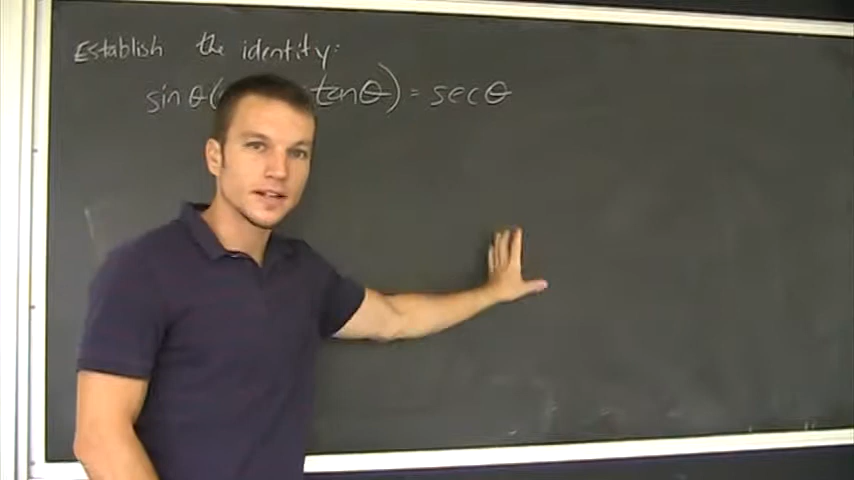 Establish the identity:
sin θ( tan θ) = sec θ